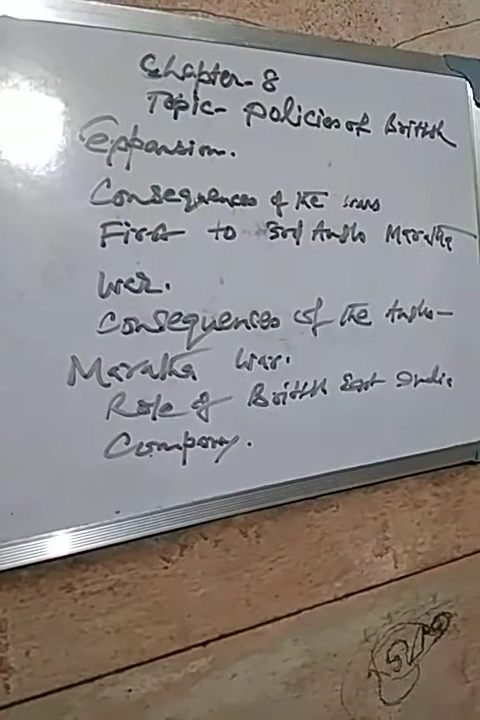 Chapter-8
Topic- policies of British
Eppansion.
Consequences of the wars
First to 3rd Anglo Maratha
war.
Consequences of the Anglo-
Maratha war.
Role of British East India
Company.